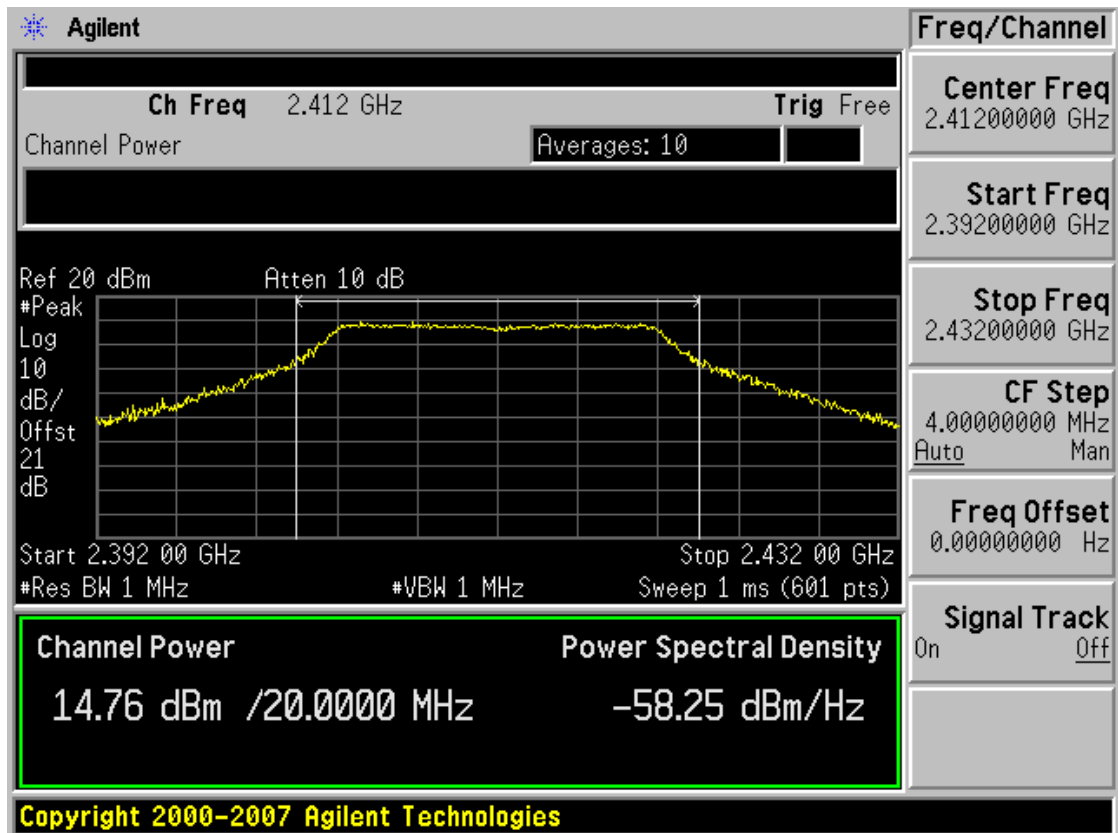 Agilent
Freq/Channel
Ch Freq 2.412 GHz Trig Free
Channel Power Averages: 10
Ref 20 dBm Atten 10 dB
#Peak
Log
10
dB/
Offst
21
dB
Start 2.392 00 GHz Stop 2.432 00 GHz
#Res BW 1 MHz #VBW 1 MHz Sweep 1 ms (601 pts)
Channel Power Power Spectral Density
14.76 dBm /20.0000 MHz -58.25 dBm/Hz
Center Freq
2.41200000 GHz
Start Freq
2.39200000 GHz
Stop Freq
2.43200000 GHz
CF Step
4.00000000 MHz
Auto Man
Freq Offset
0.00000000 Hz
Signal Track
On Off
Copyright 2000-2007 Agilent Technologies